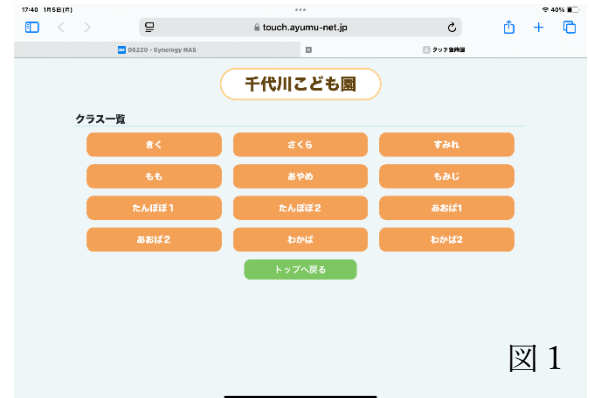 17:40 1月5日(月)
40%
touch.ayumu-net.jp
DS220 - Synology NAS
タッチ登降園
千代川こども園
クラス一覧
きく さくら すみれ
もも あやめ もみじ
たんぽぽ1 たんぽぽ2 あおば1
あおば2 わかば わかば2
トップへ戻る
図 1